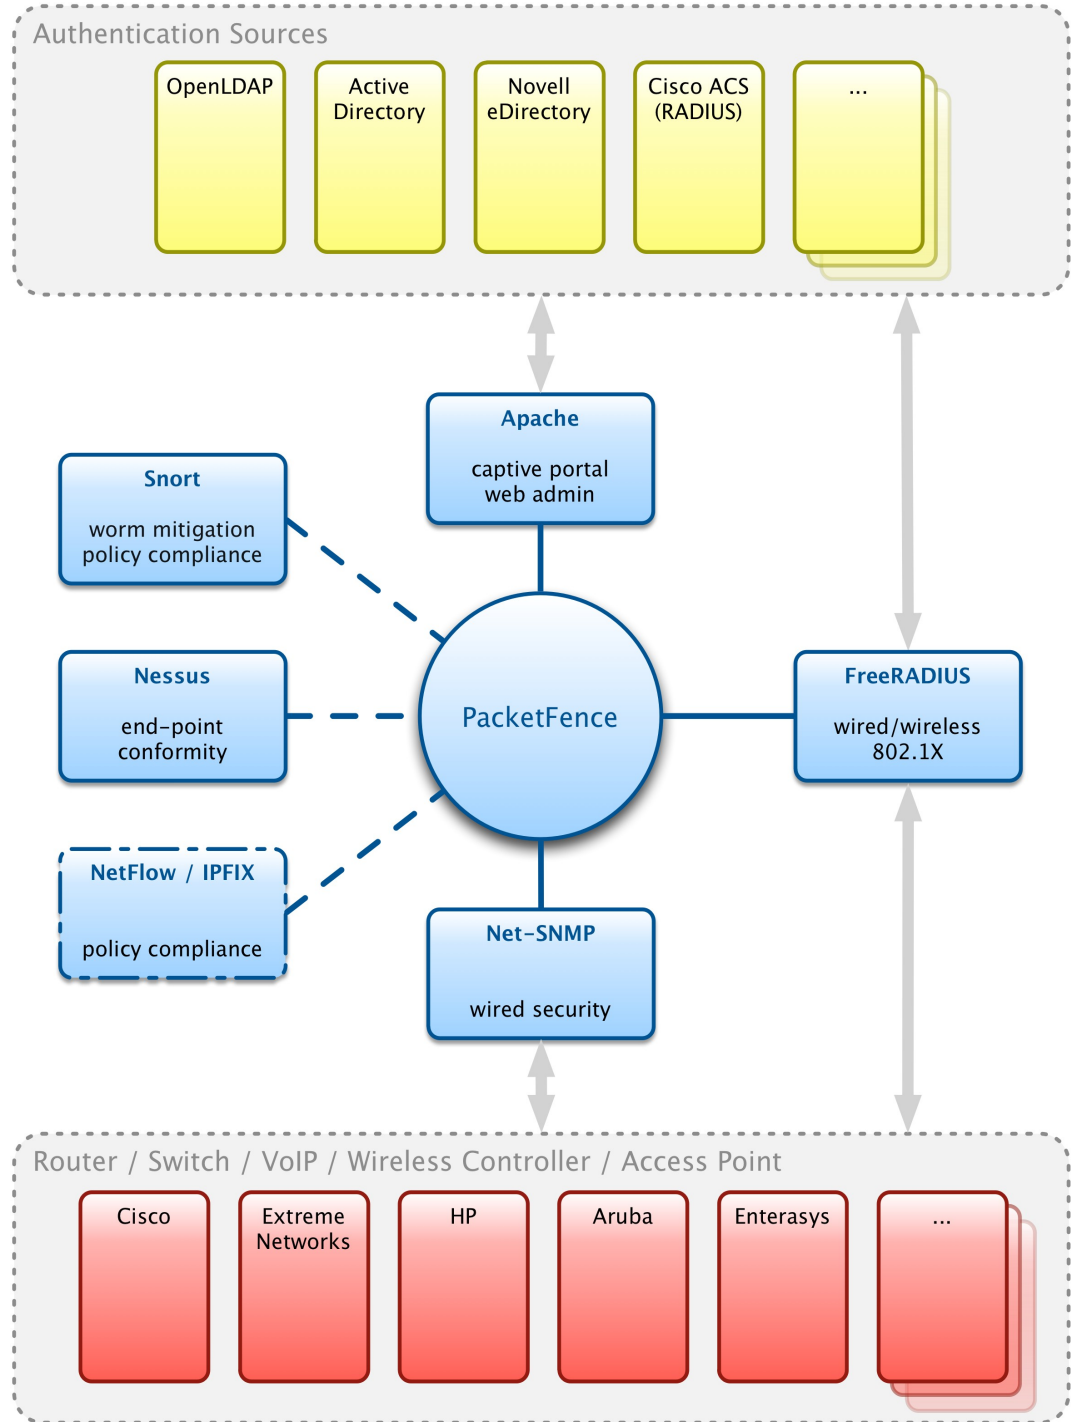 Authentication Sources
OpenLDAP
Active
Directory
Novell
eDirectory
Cisco ACS
(RADIUS)
...
Apache
captive portal
web admin
Snort
worm mitigation
policy compliance
Nessus
end-point
conformity
PacketFence
FreeRADIUS
wired/wireless
802.1X
NetFlow / IPFIX
policy compliance
Net-SNMP
wired security
Router / Switch / VoIP / Wireless Controller / Access Point
Cisco
Extreme
Networks
HP
Aruba
Enterasys
...